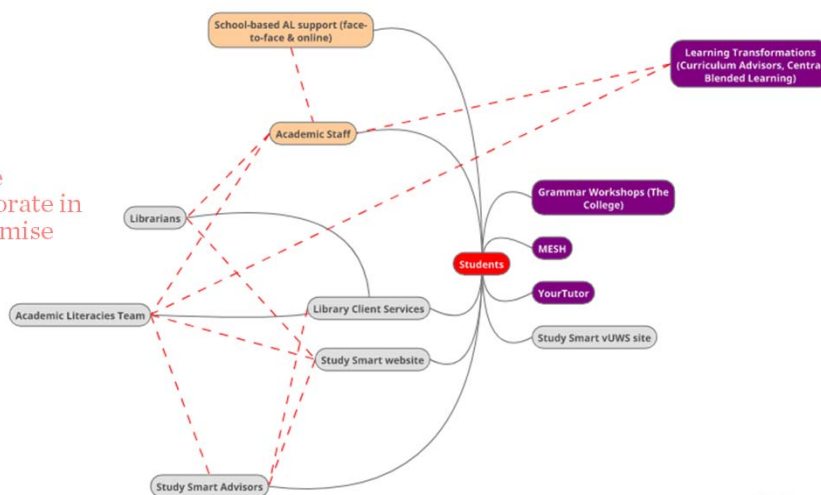 School-based AL support (face-
to-face & online)
Learning Transformations
(Curriculum Advisors, Centra
Blended Learning)
Academic Staff
e
orate in
mise
Librarians
Grammar Workshops (The
College)
MESH
Students
YourTutor
Academic Literacies Team
Library Client Services
Study Smart vUWS site
Study Smart website
Study Smart Advisors